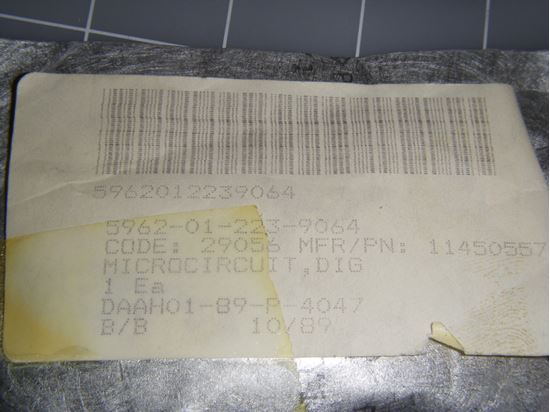 5962012239064
5962-01-223-9064
CODE: 29056 MFR/PN: 11450557
MICROCIRCUIT,DIG
1 Ea
DAAH01-89-P-4047
B/B 10/89